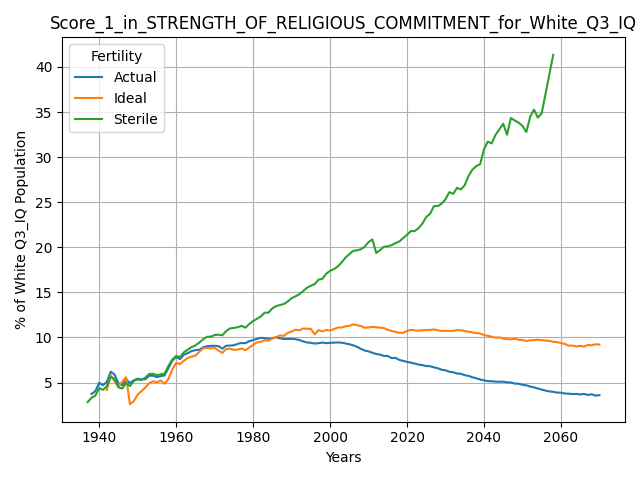 Score_1_in_STRENGTH_OF_RELIGIOUS_COMMITMENT_for_White_Q3_IQ
Fertility
Actual
Ideal
Sterile
% of White Q3_IQ Population
40
35
30
25
20
15
10
5
1940 1960 1980 2000 2020 2040 2060
Years